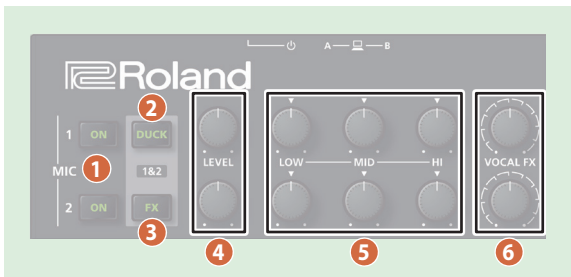 A B
Roland
2
1 ON DUCK
LEVEL LOW MID HI VOCAL FX
MIC 1 1&2
2 ON FX
3
4 5 6